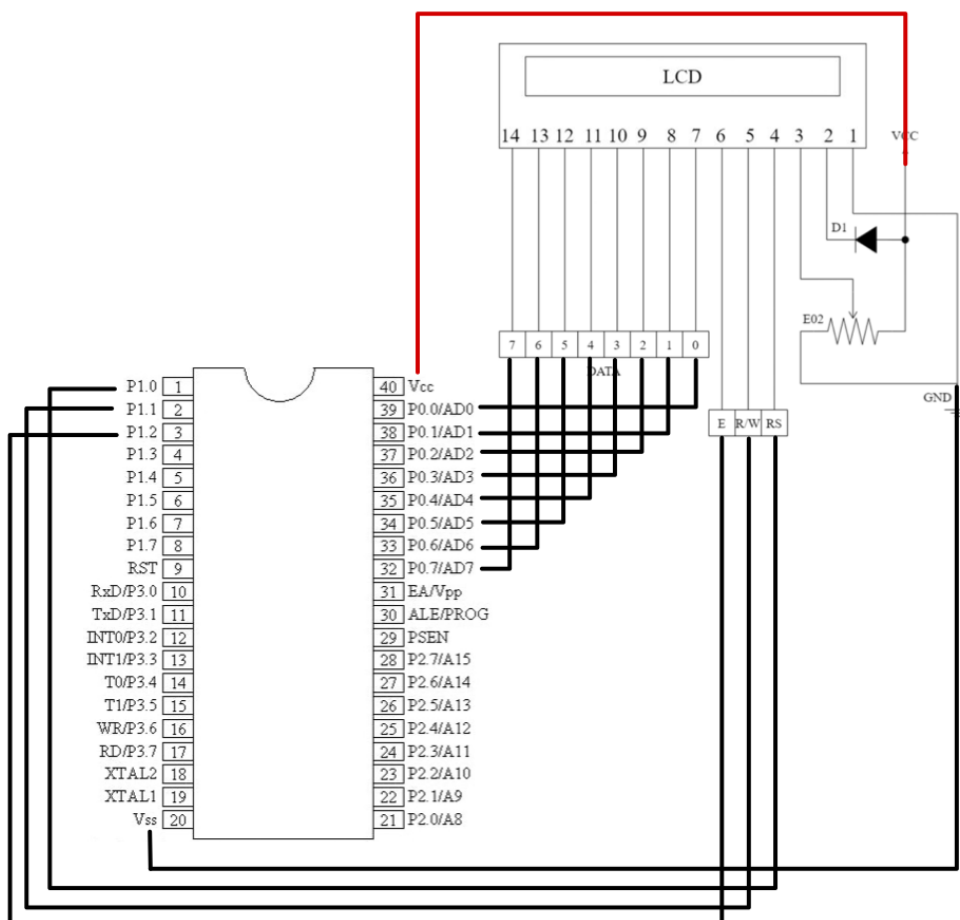 LCD
14 13 12 11 10 9 8 7 6 5 4 3 2 1
VCC
D1
E02
7 6 5 4 3 2 1 0
DATA
GND
E R/W RS
P1.0 1 40 Vcc
P1.1 2 39 P0.0/AD0
P1.2 3 38 P0.1/AD1
P1.3 4 37 P0.2/AD2
P1.4 5 36 P0.3/AD3
P1.5 6 35 P0.4/AD4
P1.6 7 34 P0.5/AD5
P1.7 8 33 P0.6/AD6
RST 9 32 P0.7/AD7
RxD/P3.0 10 31 EA/Vpp
TxD/P3.1 11 30 ALE/PROG
INT0/P3.2 12 29 PSEN
INT1/P3.3 13 28 P2.7/A15
T0/P3.4 14 27 P2.6/A14
T1/P3.5 15 26 P2.5/A13
WR/P3.6 16 25 P2.4/A12
RD/P3.7 17 24 P2.3/A11
XTAL2 18 23 P2.2/A10
XTAL1 19 22 P2.1/A9
Vss 20 21 P2.0/A8